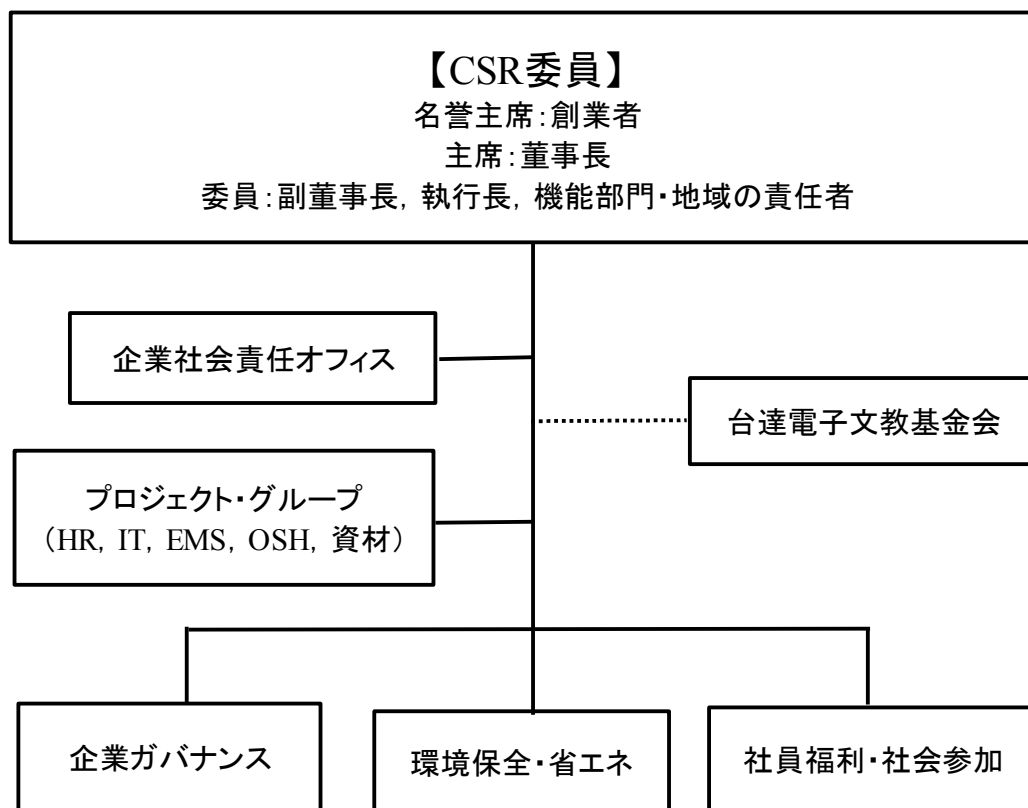 【CSR委員】
名誉主席:創業者
主席:董事長
委員:副董事長, 執行長, 機能部門・地域の責任者
企業社会責任オフィス
台達電子文教基金会
プロジェクト・グループ
(HR, IT, EMS, OSH, 資材)
企業ガバナンス
環境保全・省エネ
社員福利・社会参加